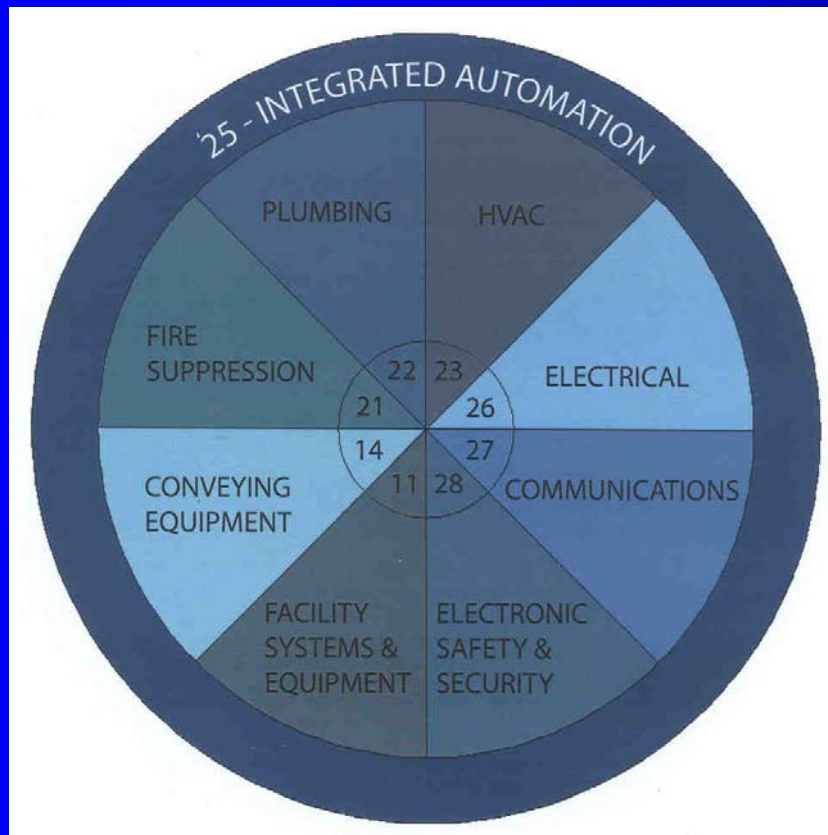 '25 - INTEGRATED AUTOMATION
PLUMBING
HVAC
FIRE
SUPPRESSION
ELECTRICAL
22
23
21
26
14
27
11
28
CONVEYING
EQUIPMENT
COMMUNICATIONS
FACILITY
SYSTEMS &
EQUIPMENT
ELECTRONIC
SAFETY &
SECURITY